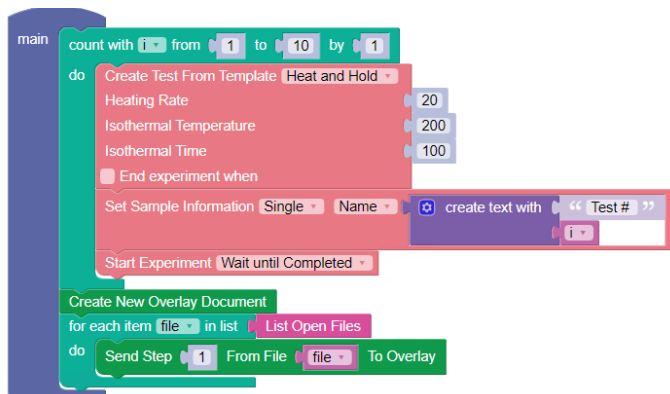 main
count with i from 1 to 10 by 1
do Create Test From Template Heat and Hold
Heating Rate 20
Isothermal Temperature 200
Isothermal Time 100
End experiment when
Set Sample Information Single Name create text with “ Test # ”
i
Start Experiment Wait until Completed
Create New Overlay Document
for each item file in list List Open Files
do Send Step 1 From File file To Overlay